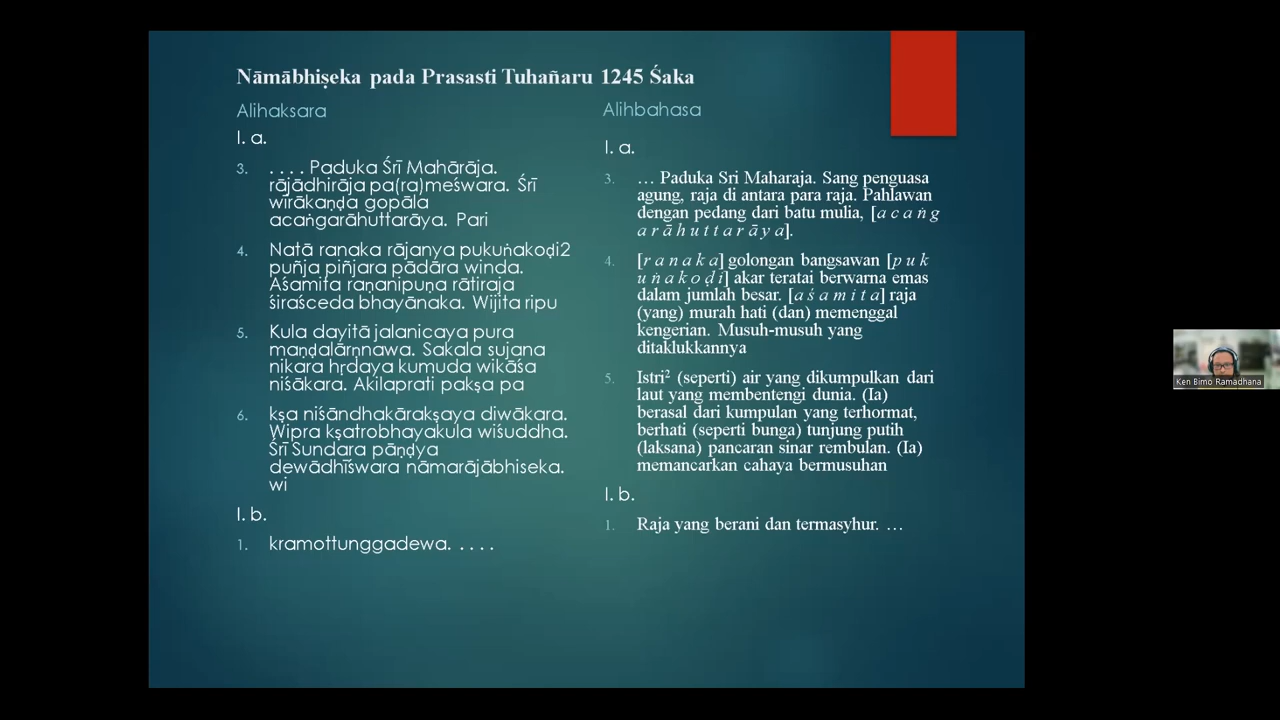 Nāmābhiṣeka pada Prasasti Tuhañaru 1245 Śaka
Alihaksara
I. a.
3. . . . . Paduka Śrī Mahārāja.
rājādhirāja pa(ra)meśwara. Śrī
wīrākaṇḍa gopāla
acaṅgarāhuttarāya. Pari
4. Natā ranaka rājanya pukuṅakoḍi2
puñja piñjara pādāra winda.
Aśamita raṇanipuṇa rātiraja
śiraśceda bhayānaka. Wijita ripu
5. Kula dayitā jalanicaya pura
maṇḍalārṇnawa. Sakala sujana
nikara hṛdaya kumuda wikāśa
niśākara. Akilaprati pakṣa pa
6. kṣa niśāndhakārakṣaya diwākara.
Wipra kṣatrobhayakula wiśuddha.
Śrī Sundara pāṇḍya
dewādhīśwara nāmarājābhiseka.
wi
I. b.
1. kramottunggadewa. . . . .
Alihbahasa
I. a.
3. … Paduka Sri Maharaja. Sang penguasa
agung, raja di antara para raja. Pahlawan
dengan pedang dari batu mulia, [a c a ṅ g
a r ā h u t t a r ā y a].
4. [r a n a k a] golongan bangsawan [p u k
u ṅ a k o ḍ i] akar teratai berwarna emas
dalam jumlah besar. [a ś a m i t a] raja
(yang) murah hati (dan) memenggal
kengerian. Musuh-musuh yang
ditaklukkannya
5. Istri² (seperti) air yang dikumpulkan dari
laut yang membentengi dunia. (Ia)
berasal dari kumpulan yang terhormat,
berhati (seperti bunga) tunjung putih
(laksana) pancaran sinar rembulan. (Ia)
memancarkan cahaya bermusuhan
I. b.
1. Raja yang berani dan termasyhur. …
Ken Bimo Ramadhana